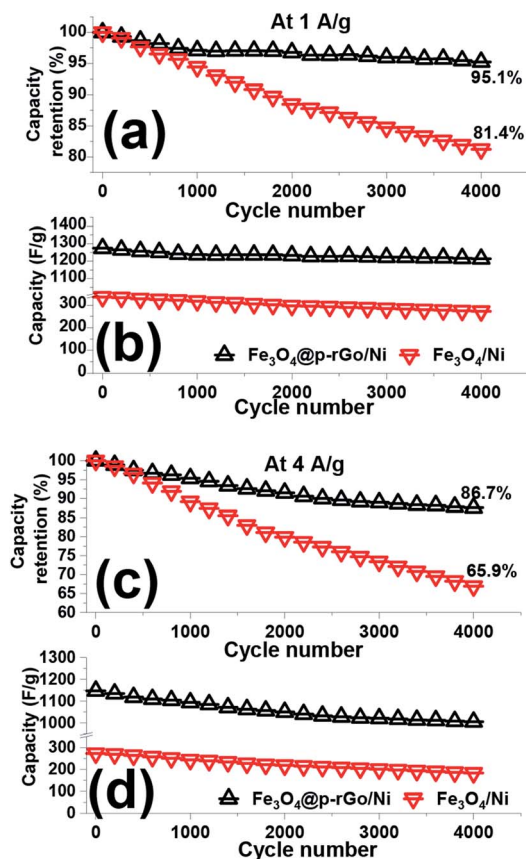 At 1 A/g
Capacity
retention (%)
100
95
90
85
80
95.1%
81.4%
(a)
0 1000 2000 3000 4000
Cycle number
Capacity (F/g)
1400
1300
1200
1100
300
200
100
0
(b)
Fe₃O₄@p-rGo/Ni Fe₃O₄/Ni
0 1000 2000 3000 4000
Cycle number
At 4 A/g
Capacity
retention (%)
100
95
90
85
80
75
70
65
60
86.7%
65.9%
(c)
0 1000 2000 3000 4000
Cycle number
Capacity (F/g)
1300
1200
1100
1000
300
200
100
0
(d)
Fe₃O₄@p-rGo/Ni Fe₃O₄/Ni
0 1000 2000 3000 4000
Cycle number